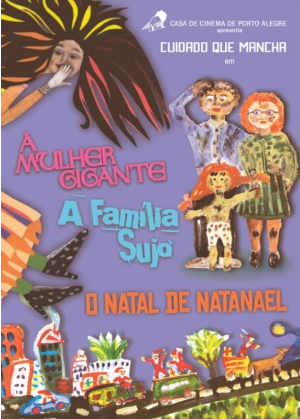 CASA DE CINEMA DE PORTO ALEGRE
apresenta
CUIDADO QUE MANCHA
em
A
MULHER
GIGANTE
A Família
Sujo
O NATAL DE NATANAEL